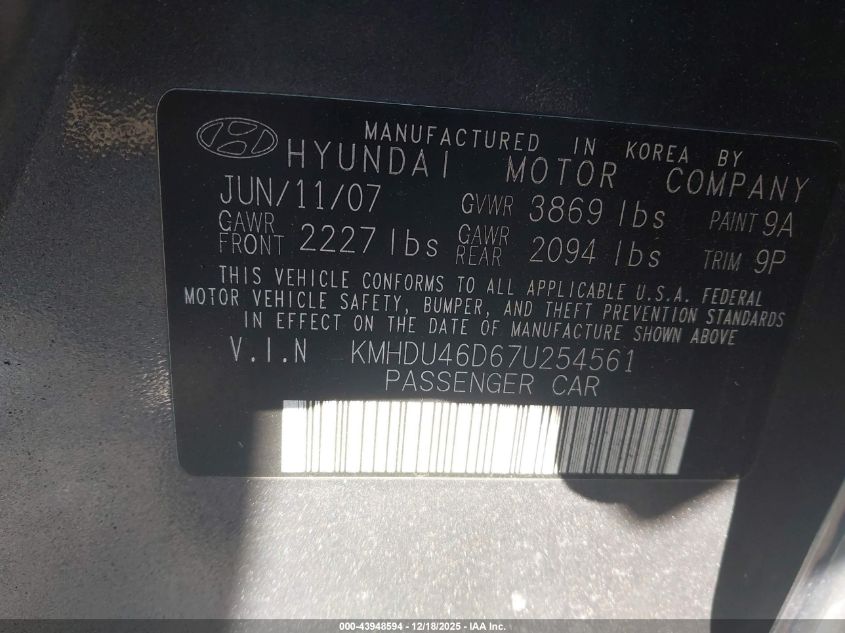 MANUFACTURED IN KOREA BY
HYUNDAI MOTOR COMPANY
JUN/11/07 GVWR 3869 lbs PAINT 9A
GAWR FRONT 2227 lbs GAWR REAR 2094 lbs TRIM 9P
THIS VEHICLE CONFORMS TO ALL APPLICABLE U.S.A. FEDERAL
MOTOR VEHICLE SAFETY, BUMPER, AND THEFT PREVENTION STANDARDS
IN EFFECT ON THE DATE OF MANUFACTURE SHOWN ABOVE
V.I.N KMHDU46D67U254561
PASSENGER CAR
000-43948594 - 12/18/2025 - IAA Inc.